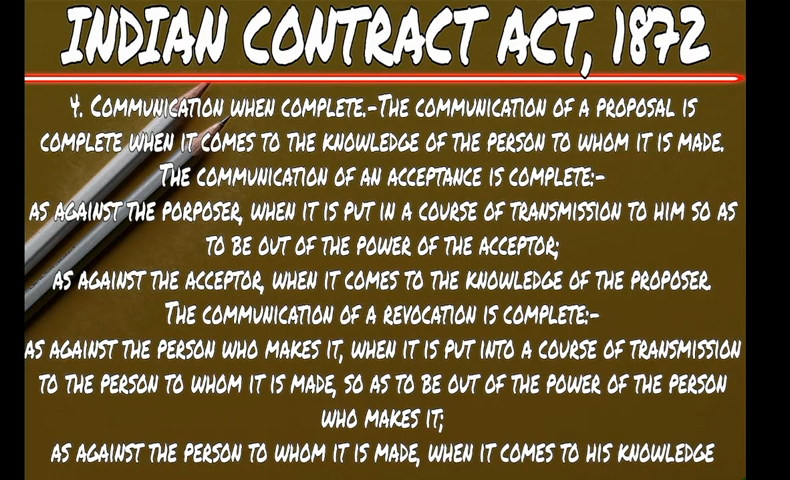 INDIAN CONTRACT ACT, 1872
4. COMMUNICATION WHEN COMPLETE.-THE COMMUNICATION OF A PROPOSAL IS
COMPLETE WHEN IT COMES TO THE KNOWLEDGE OF THE PERSON TO WHOM IT IS MADE.
THE COMMUNICATION OF AN ACCEPTANCE IS COMPLETE:-
AS AGAINST THE PORPOSER, WHEN IT IS PUT IN A COURSE OF TRANSMISSION TO HIM SO AS
TO BE OUT OF THE POWER OF THE ACCEPTOR;
AS AGAINST THE ACCEPTOR, WHEN IT COMES TO THE KNOWLEDGE OF THE PROPOSER.
THE COMMUNICATION OF A REVOCATION IS COMPLETE:-
AS AGAINST THE PERSON WHO MAKES IT, WHEN IT IS PUT INTO A COURSE OF TRANSMISSION
TO THE PERSON TO WHOM IT IS MADE, SO AS TO BE OUT OF THE POWER OF THE PERSON
WHO MAKES IT;
AS AGAINST THE PERSON TO WHOM IT IS MADE, WHEN IT COMES TO HIS KNOWLEDGE